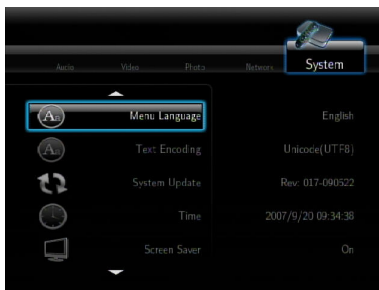 Audio Video Photo Network System
Menu Language English
Text Encoding Unicode(UTF8)
System Update Rev: 017-090522
Time 2007/9/20 09:34:38
Screen Saver On